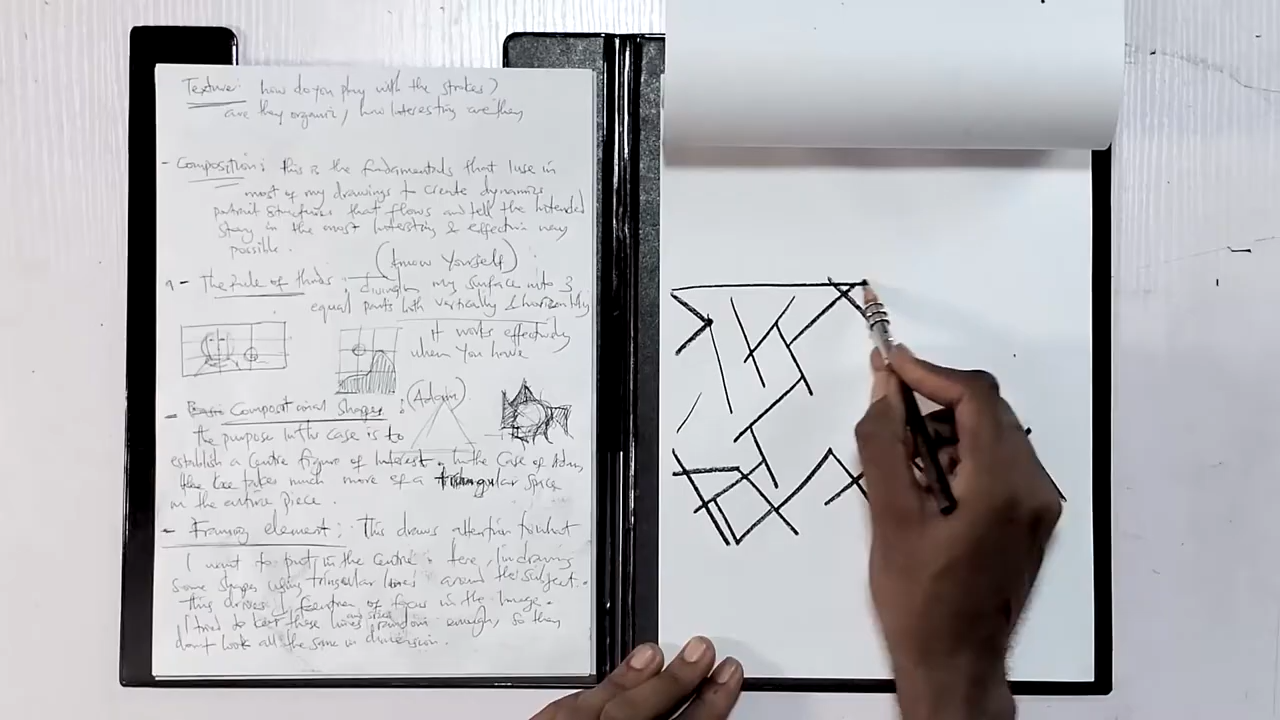 Texture: how do you play with the strokes?
are they organic, how interesting are they
- Composition: this is the fundamentals that I use in
most of my drawings to create dynamic
portrait structures that flows and tell the intended
story in the most interesting & effective way
possible.
(Know Yourself)
- The rule of thirds: dividing my surface into 3
equal parts both vertically & horizontally
It works effectively
when you have
- Compositional Shapes: (Adam)
the purpose in this case is to
establish a centre figure of interest. In the case of Adam,
takes much more of a triangular space
in the entire piece.
- Framing element: This draws attention to what
I want to put in the centre. here, Im drawing
some shapes using triangular lines around the subject.
This drives of focus in the image.
I tried to keep these lines random enough, so they
don't look all the same in dimension.